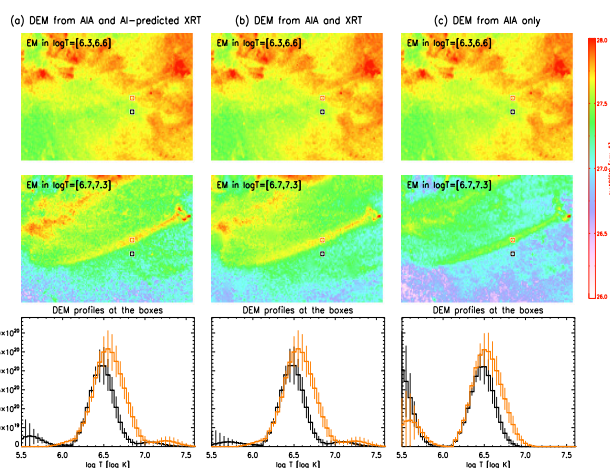 (a) DEM from AIA and AI-predicted XRT
(b) DEM from AIA and XRT
(c) DEM from AIA only
EM in logT=[6.3,6.6]
EM in logT=[6.3,6.6]
EM in logT=[6.3,6.6]
28.0
27.5
27.0
26.5
26.0
EM in logT=[6.7,7.3]
EM in logT=[6.7,7.3]
EM in logT=[6.7,7.3]
DEM profiles at the boxes
DEM profiles at the boxes
DEM profiles at the boxes
0
5.5 6.0 6.5 7.0 7.5
5.5 6.0 6.5 7.0 7.5
5.5 6.0 6.5 7.0 7.5
log T [log K]
log T [log K]
log T [log K]